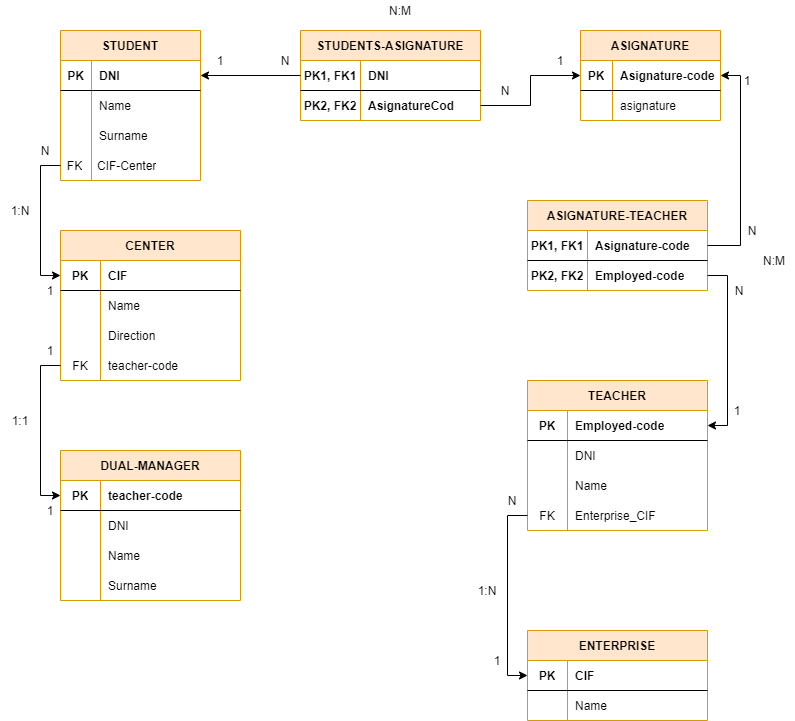 N:M
STUDENT
PK DNI
Name
Surname
FK CIF-Center
1 N
STUDENTS-ASIGNATURE
PK1, FK1 DNI
PK2, FK2 AsignatureCod
N 1
ASIGNATURE
PK Asignature-code
asignature
1
N
1:N
1
CENTER
PK CIF
Name
Direction
FK teacher-code
1
1:1
1
DUAL-MANAGER
PK teacher-code
DNI
Name
Surname
ASIGNATURE-TEACHER
PK1, FK1 Asignature-code
PK2, FK2 Employed-code
N
N:M
N
1
TEACHER
PK Employed-code
DNI
Name
FK Enterprise_CIF
N
1:N
1
ENTERPRISE
PK CIF
Name